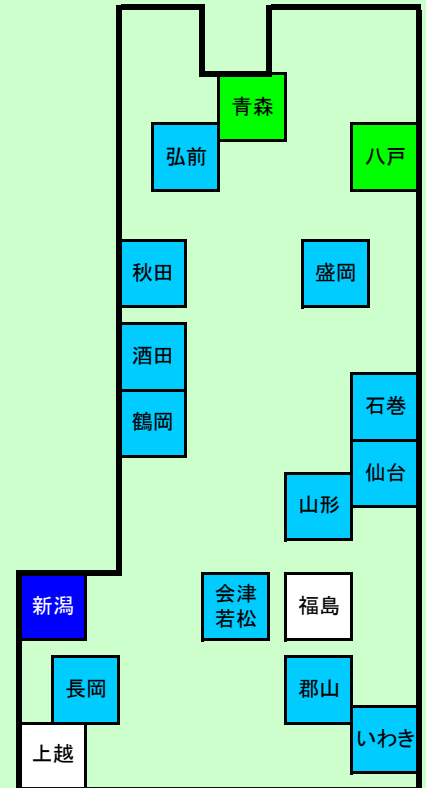 青森
弘前
八戸
秋田
盛岡
酒田
石巻
鶴岡
仙台
山形
新潟
会津
若松
福島
長岡
郡山
いわき
上越